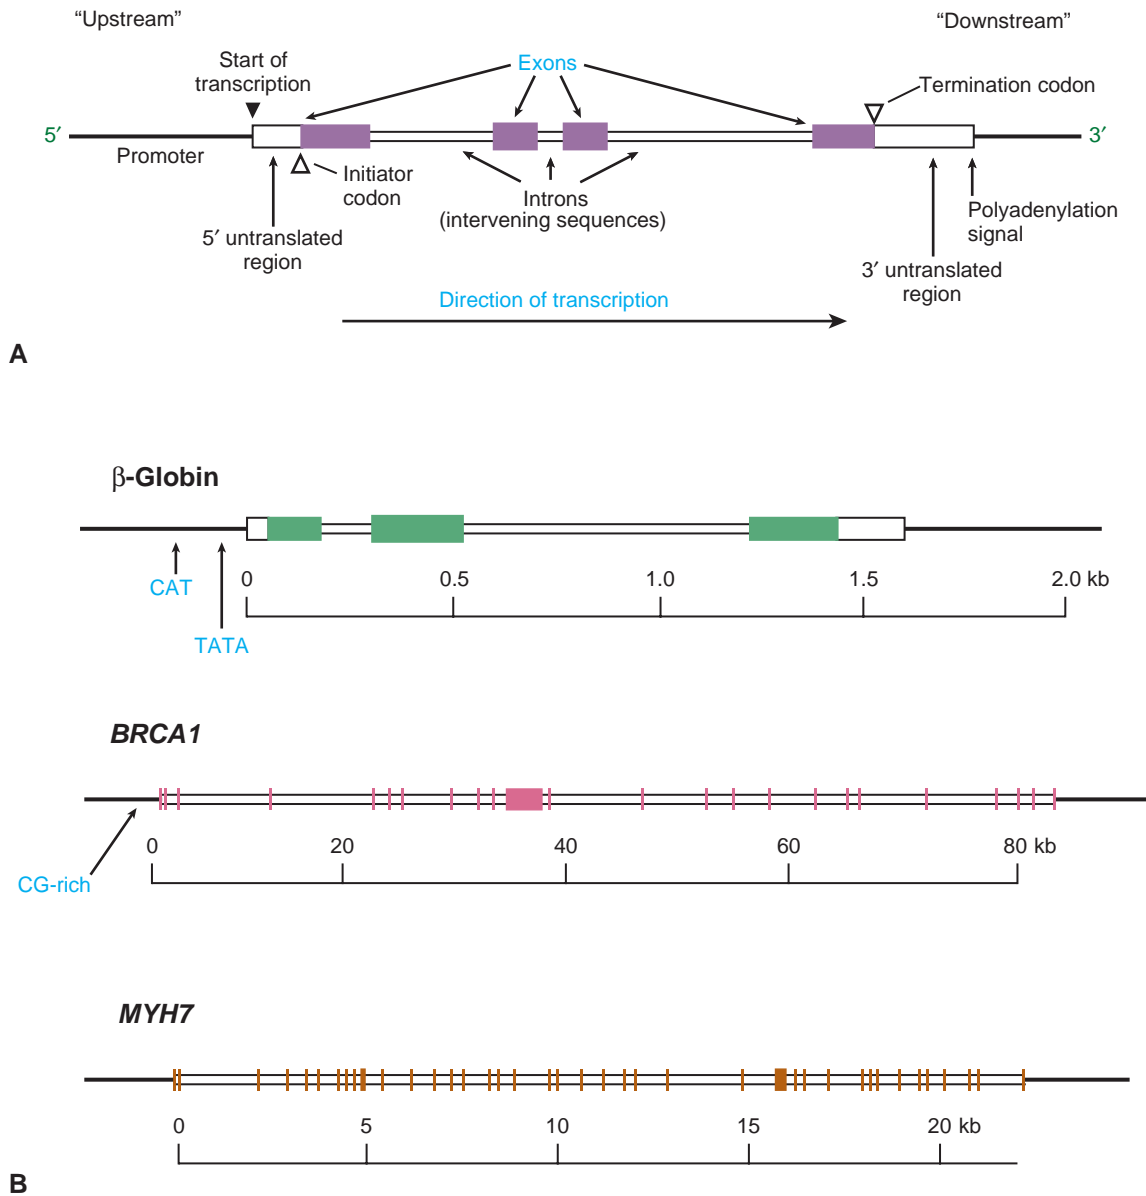 “Upstream”
“Downstream”
Start of
transcription
Exons
Termination codon
5′
3′
Promoter
Initiator
codon
Introns
(intervening sequences)
Polyadenylation
signal
5′ untranslated
region
3′ untranslated
region
Direction of transcription
A
β-Globin
CAT
TATA
0 0.5 1.0 1.5 2.0 kb
BRCA1
CG-rich
0 20 40 60 80 kb
MYH7
0 5 10 15 20 kb
B